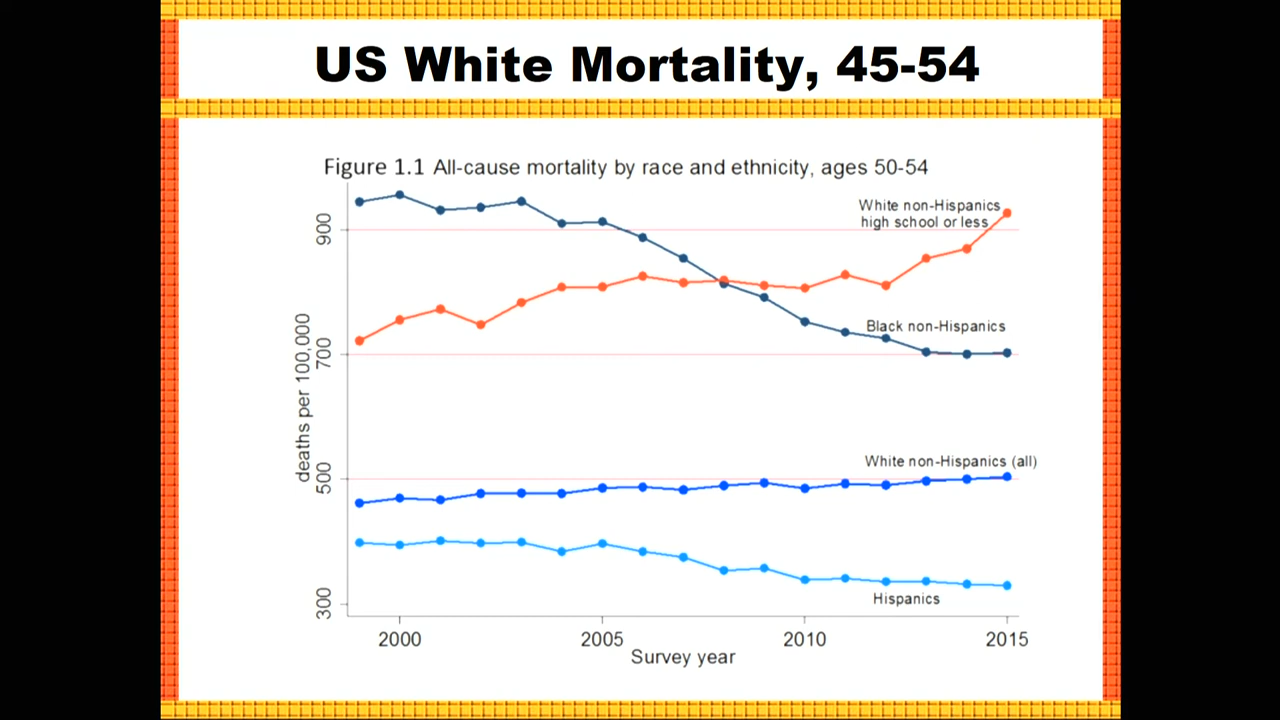 US White Mortality, 45-54
Figure 1.1 All-cause mortality by race and ethnicity, ages 50-54
White non-Hispanics
high school or less
900
Black non-Hispanics
700
deaths per 100,000
White non-Hispanics (all)
500
Hispanics
300
2000 2005 2010 2015
Survey year